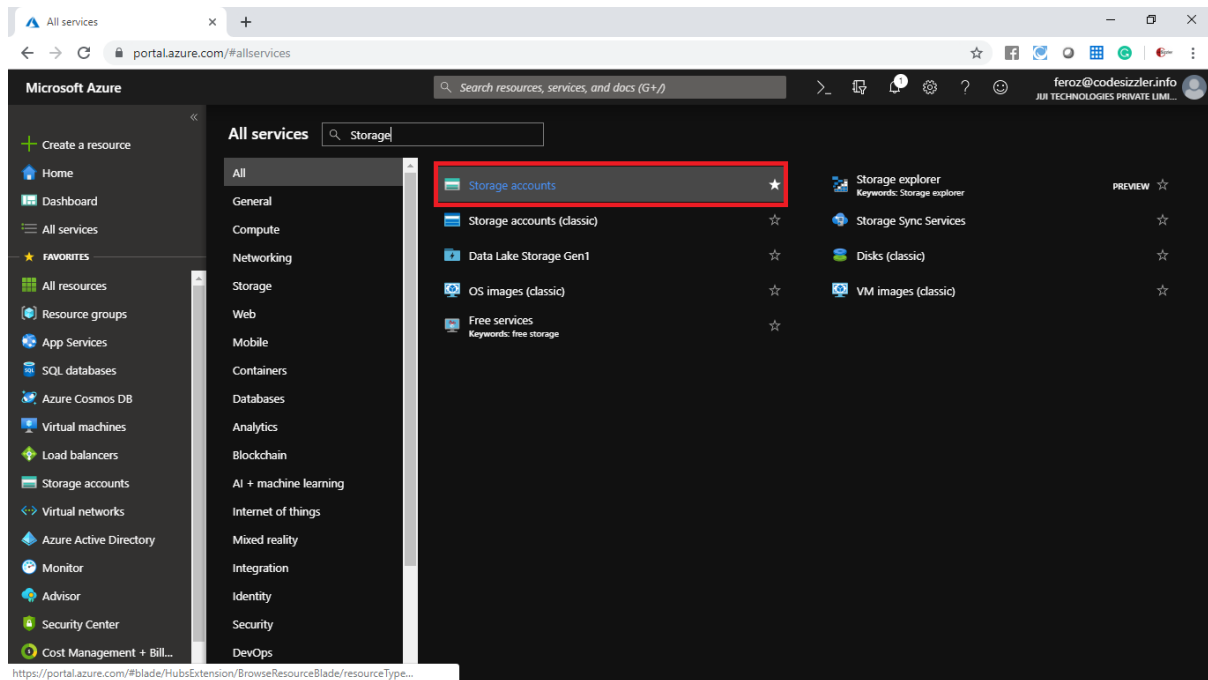 All services
portal.azure.com/#allservices
Microsoft Azure
Search resources, services, and docs (G+/)
1
feroz@codesizzler.info
JIJI TECHNOLOGIES PRIVATE LIMI...
Create a resource
Home
Dashboard
All services
FAVORITES
All resources
Resource groups
App Services
SQL databases
Azure Cosmos DB
Virtual machines
Load balancers
Storage accounts
Virtual networks
Azure Active Directory
Monitor
Advisor
Security Center
Cost Management + Bill...
All services
Storage
All
General
Compute
Networking
Storage
Web
Mobile
Containers
Databases
Analytics
Blockchain
AI + machine learning
Internet of things
Mixed reality
Integration
Identity
Security
DevOps
Storage accounts
Storage accounts (classic)
Data Lake Storage Gen1
OS images (classic)
Free services
Keywords: free storage
Storage explorer
Keywords: Storage explorer
PREVIEW
Storage Sync Services
Disks (classic)
VM images (classic)
https://portal.azure.com/#blade/HubsExtension/BrowseResourceBlade/resourceType...